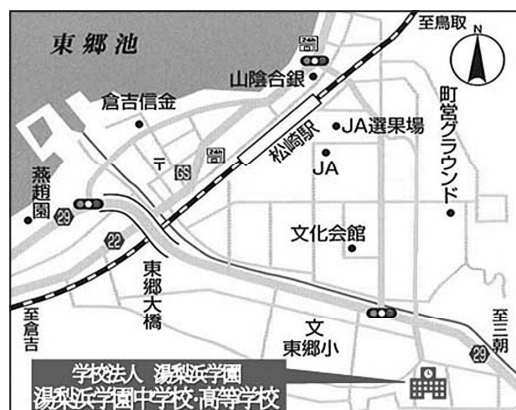 至鳥取
N
東郷池
山陰合銀
倉吉信金
JA選果場
松崎駅
JA
町営グラウンド
〒
GS
燕趙園
29
22
文化会館
東郷大橋
至倉吉
文
東郷小
至三朝
29
学校法人 湯梨浜学園
湯梨浜学園中学校・高等学校